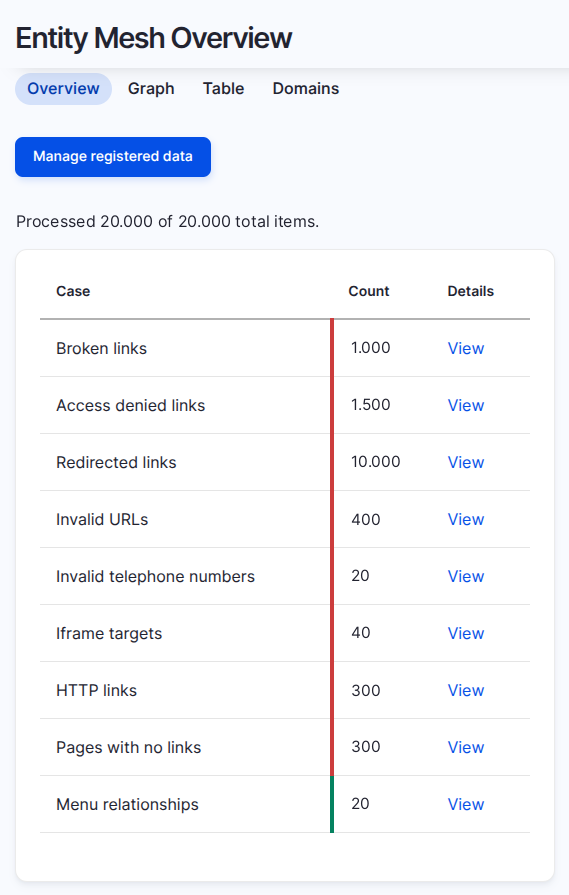 Entity Mesh Overview
Overview Graph Table Domains
Manage registered data
Processed 20.000 of 20.000 total items.
Case Count Details
Broken links 1.000 View
Access denied links 1.500 View
Redirected links 10.000 View
Invalid URLs 400 View
Invalid telephone numbers 20 View
Iframe targets 40 View
HTTP links 300 View
Pages with no links 300 View
Menu relationships 20 View